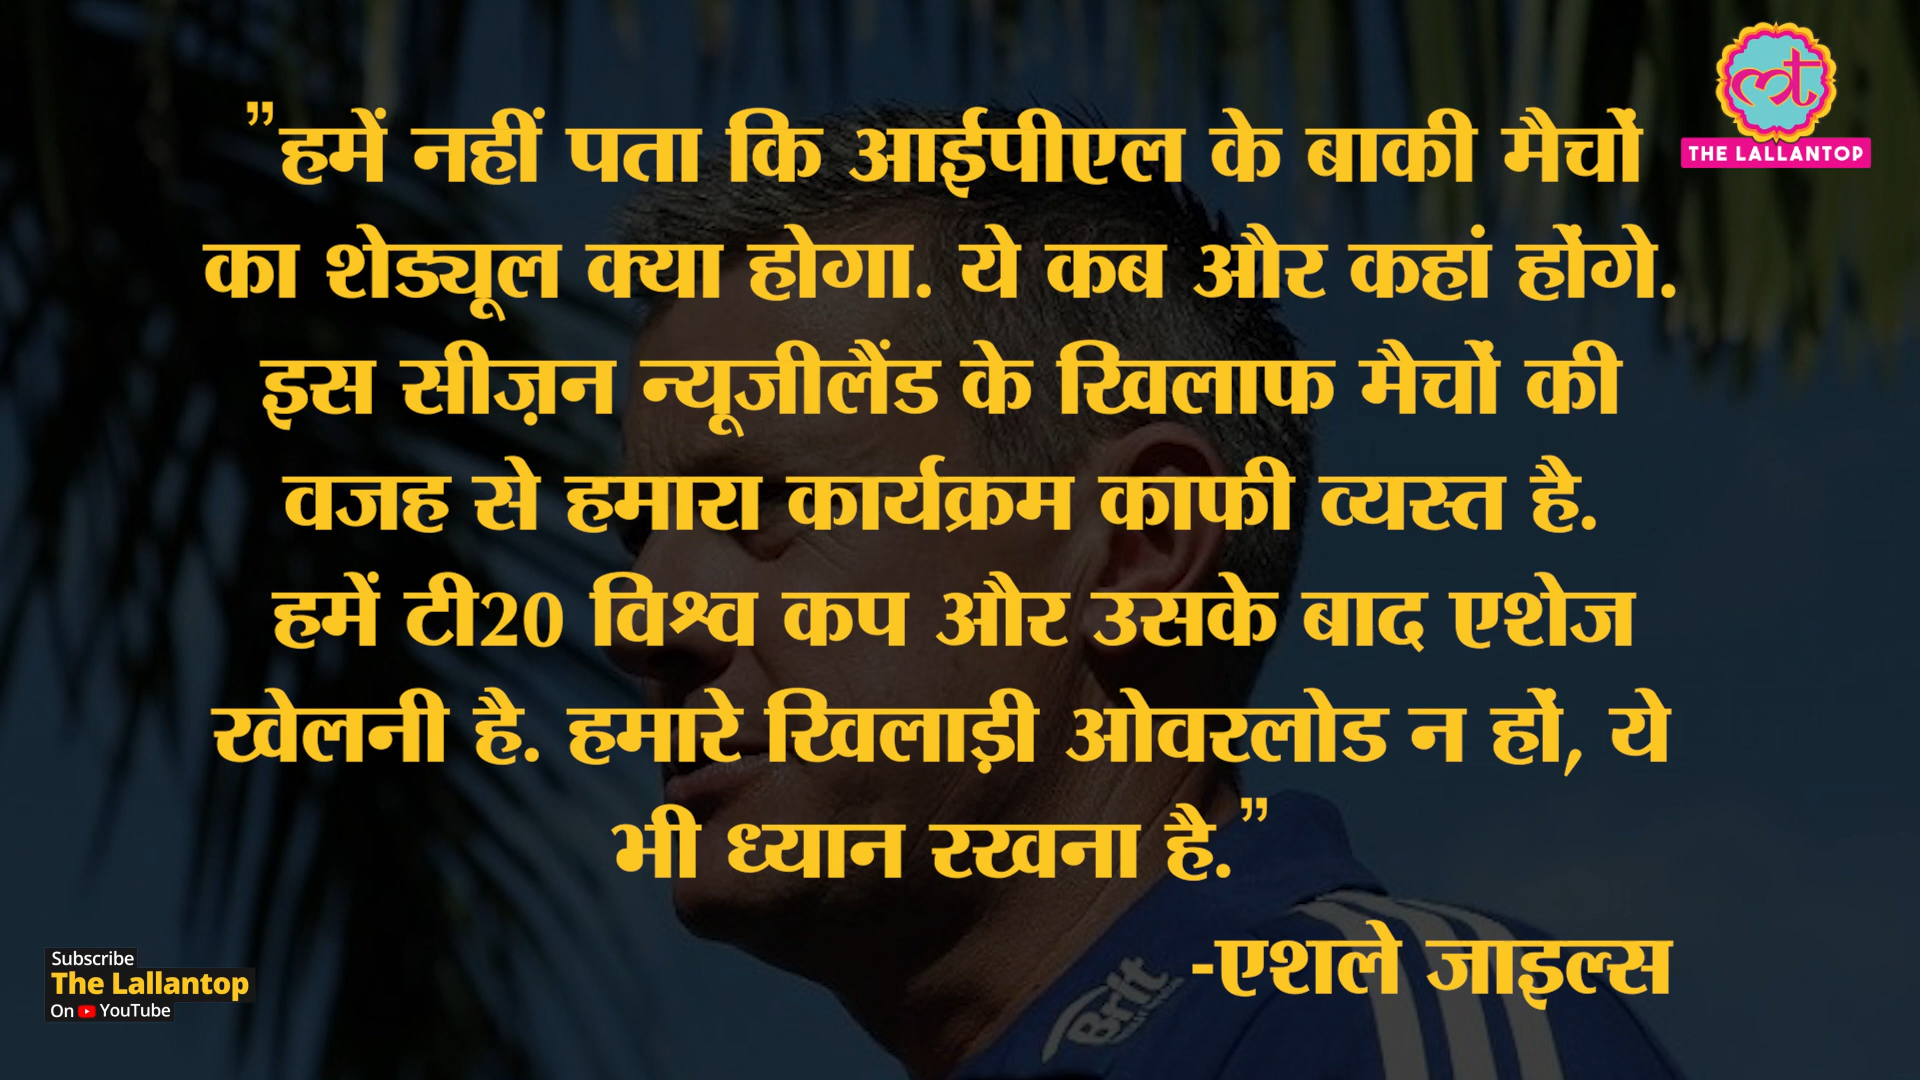 "हमें नहीं पता कि आईपीएल के बाकी मैचों
का शेड्यूल क्या होगा. ये कब और कहां होंगे.
इस सीज़न न्यूजीलैंड के खिलाफ मैचों की
वजह से हमारा कार्यक्रम काफी व्यस्त है.
हमें टी20 विश्व कप और उसके बाद एशेज
खेलनी है. हमारे खिलाड़ी ओवरलोड न हों, ये
भी ध्यान रखना है."
-एशले जाइल्स
THE LALLANTOP
Subscribe
The Lallantop
On YouTube
Brit